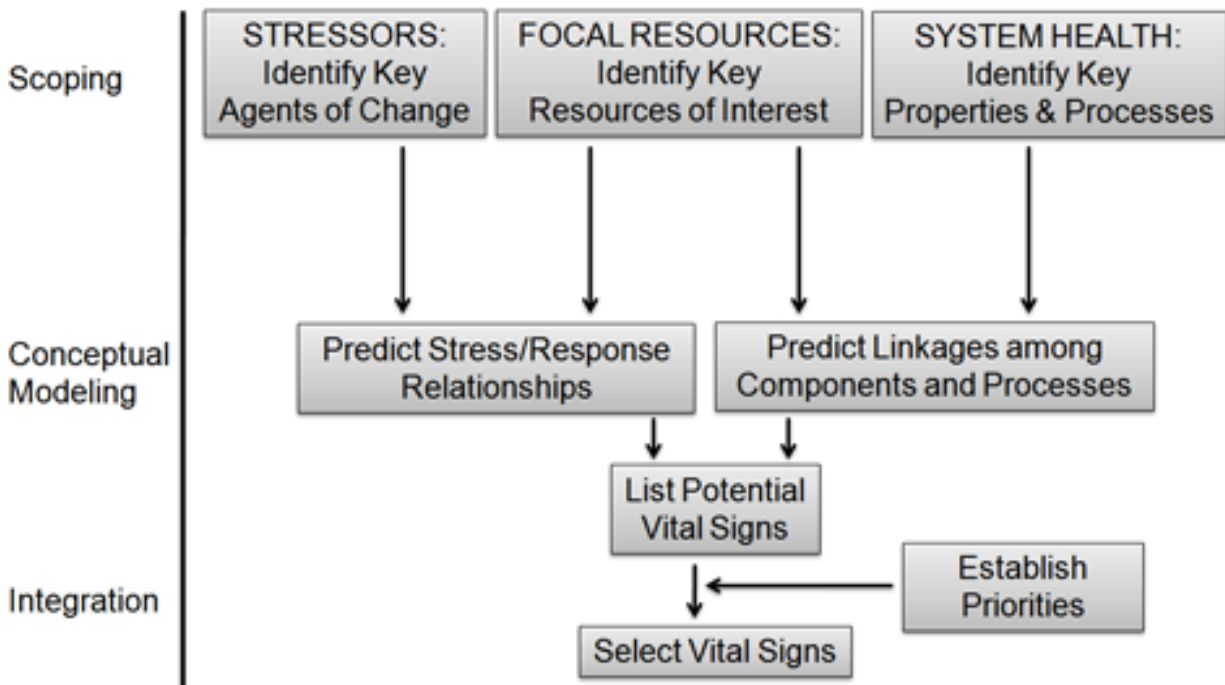 Scoping
STRESSORS:
Identify Key
Agents of Change
FOCAL RESOURCES:
Identify Key
Resources of Interest
SYSTEM HEALTH:
Identify Key
Properties & Processes
Conceptual
Modeling
Predict Stress/Response
Relationships
Predict Linkages among
Components and Processes
List Potential
Vital Signs
Integration
Establish
Priorities
Select Vital Signs